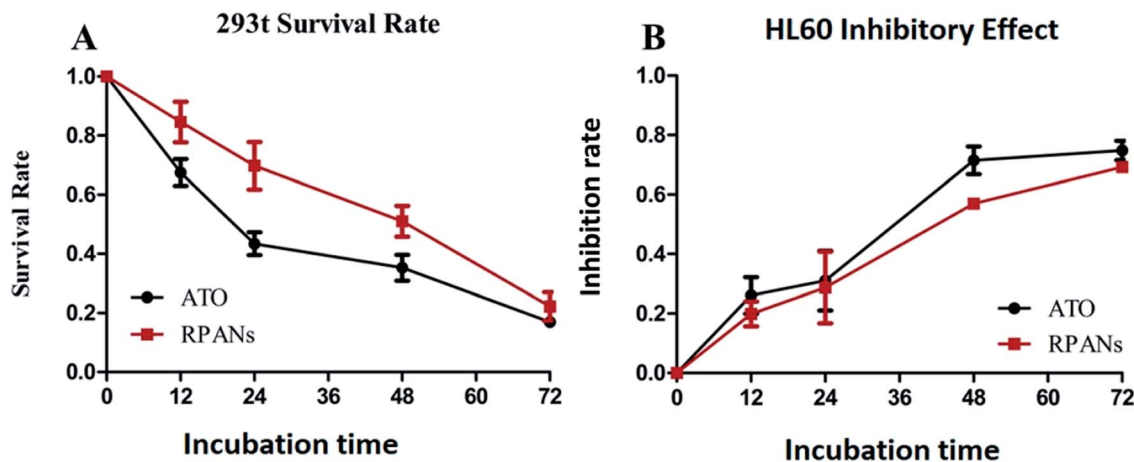 A
293t Survival Rate
Survival Rate
1.0
0.8
0.6
0.4
0.2
0.0
ATO
RPANs
0 12 24 36 48 60 72
Incubation time
B
HL60 Inhibitory Effect
Inhibition rate
1.0
0.8
0.6
0.4
0.2
0.0
ATO
RPANs
0 12 24 36 48 60 72
Incubation time